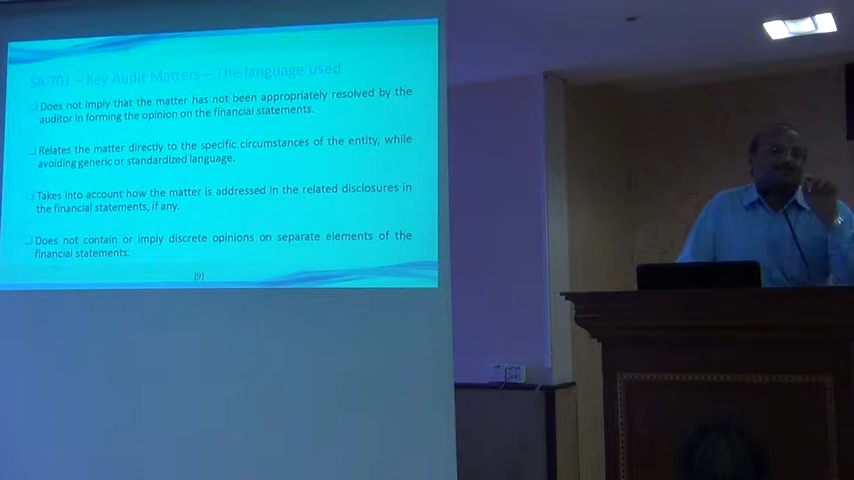 SA 701 – Key Audit Matters – The language used
Does not imply that the matter has not been appropriately resolved by the
auditor in forming the opinion on the financial statements.
Relates the matter directly to the specific circumstances of the entity, while
avoiding generic or standardized language.
Takes into account how the matter is addressed in the related disclosures in
the financial statements, if any.
Does not contain or imply discrete opinions on separate elements of the
financial statements.
[9]